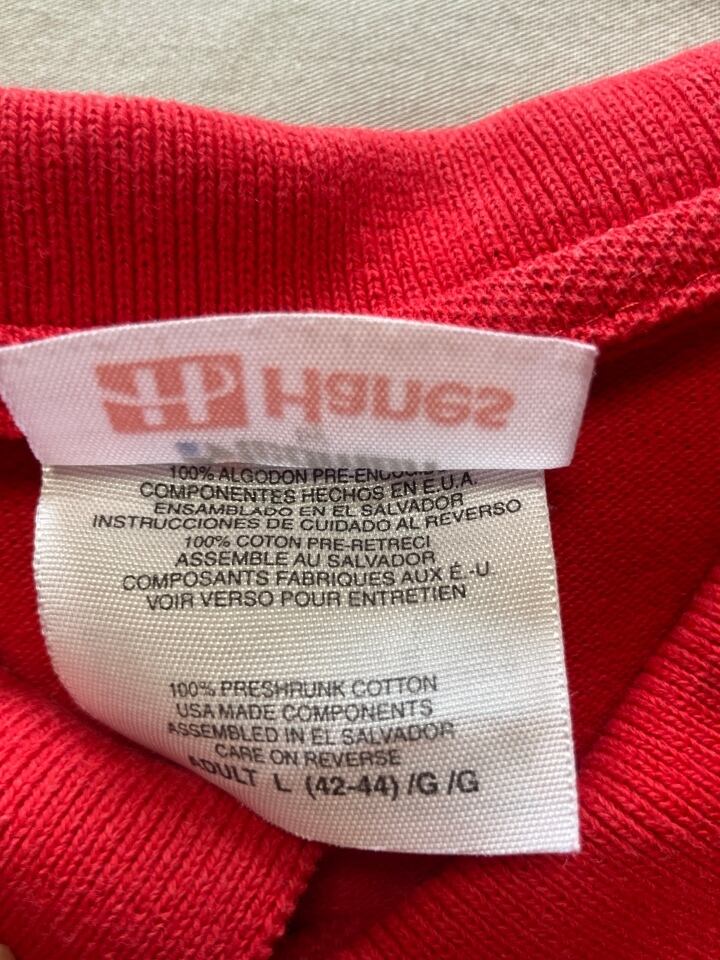 H Hanes
100% ALGODON PRE-ENCOGIDO
COMPONENTES HECHOS EN E.U.A.
ENSAMBLADO EN EL SALVADOR
INSTRUCCIONES DE CUIDADO AL REVERSO
100% COTON PRE-RETRECI
ASSEMBLE AU SALVADOR
COMPOSANTS FABRIQUES AUX É.-U.
VOIR VERSO POUR ENTRETIEN
100% PRESHRUNK COTTON
USA MADE COMPONENTS
ASSEMBLED IN EL SALVADOR
CARE ON REVERSE
ADULT L (42-44) /G /G